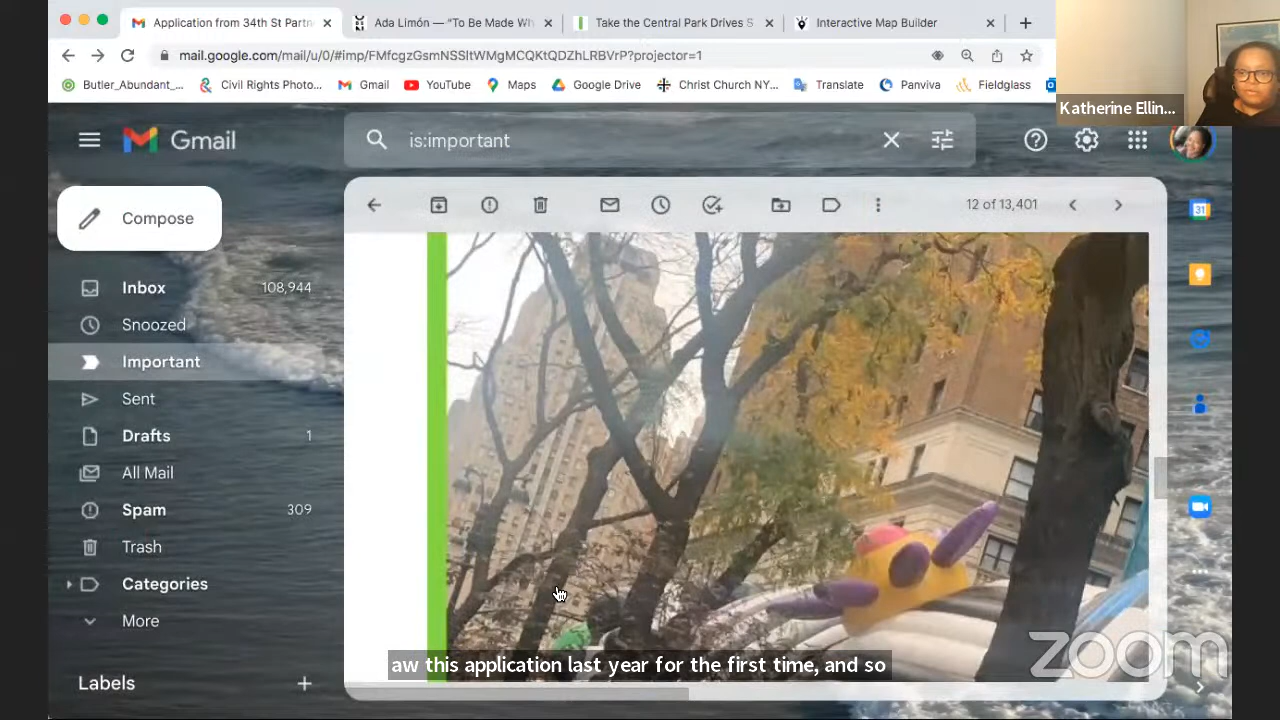 Application from 34th St Partn
Ada Limón — “To Be Made Wh
Take the Central Park Drives S
Interactive Map Builder
mail.google.com/mail/u/0/#imp/FMfcgzGsmNSSltWMgMCQKtQDZhLRBVrP?projector=1
Butler_Abundant_...
Civil Rights Photo...
Gmail
YouTube
Maps
Google Drive
Christ Church NY...
Translate
Panviva
Fieldglass
Katherine Ellin...
Gmail
is:important
Compose
12 of 13,401
31
Inbox 108,944
Snoozed
Important
Sent
Drafts 1
All Mail
Spam 309
Trash
Categories
More
Labels
aw this application last year for the first time, and so
zoom